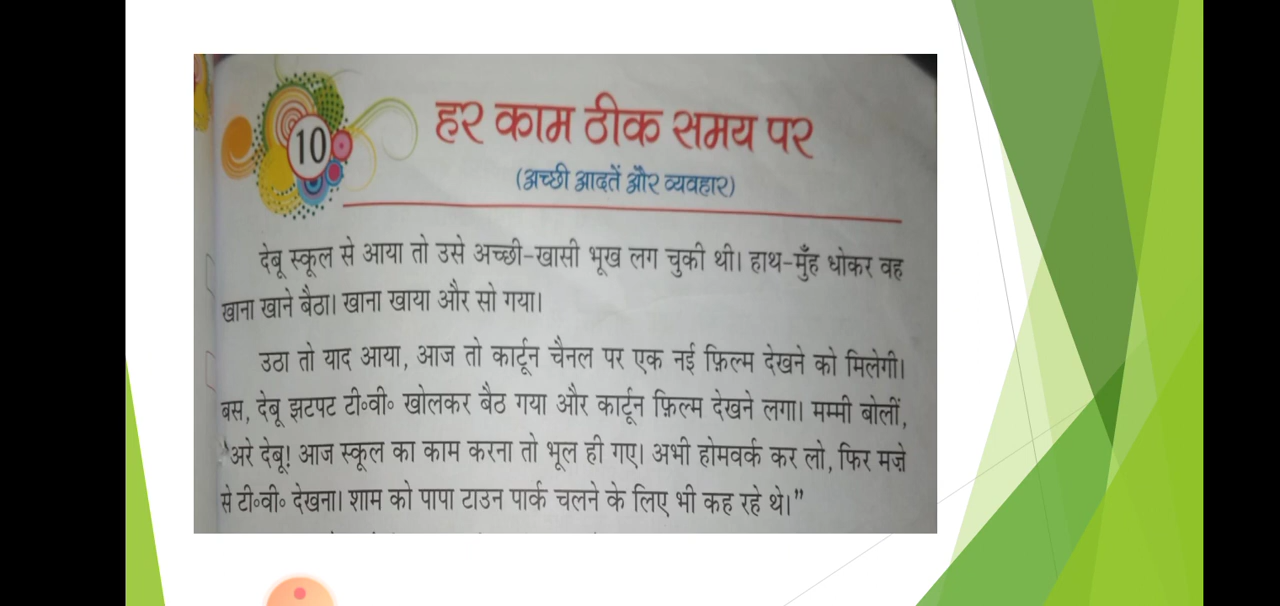 10
हर काम ठीक समय पर
(अच्छी आदतें और व्यवहार)
देबू स्कूल से आया तो उसे अच्छी-खासी भूख लग चुकी थी। हाथ-मुँह धोकर वह
खाना खाने बैठा। खाना खाया और सो गया।
उठा तो याद आया, आज तो कार्टून चैनल पर एक नई फ़िल्म देखने को मिलेगी।
बस, देबू झटपट टी॰वी॰ खोलकर बैठ गया और कार्टून फ़िल्म देखने लगा। मम्मी बोलीं,
“अरे देबू! आज स्कूल का काम करना तो भूल ही गए। अभी होमवर्क कर लो, फिर मजे
से टी॰वी॰ देखना। शाम को पापा टाउन पार्क चलने के लिए भी कह रहे थे।”